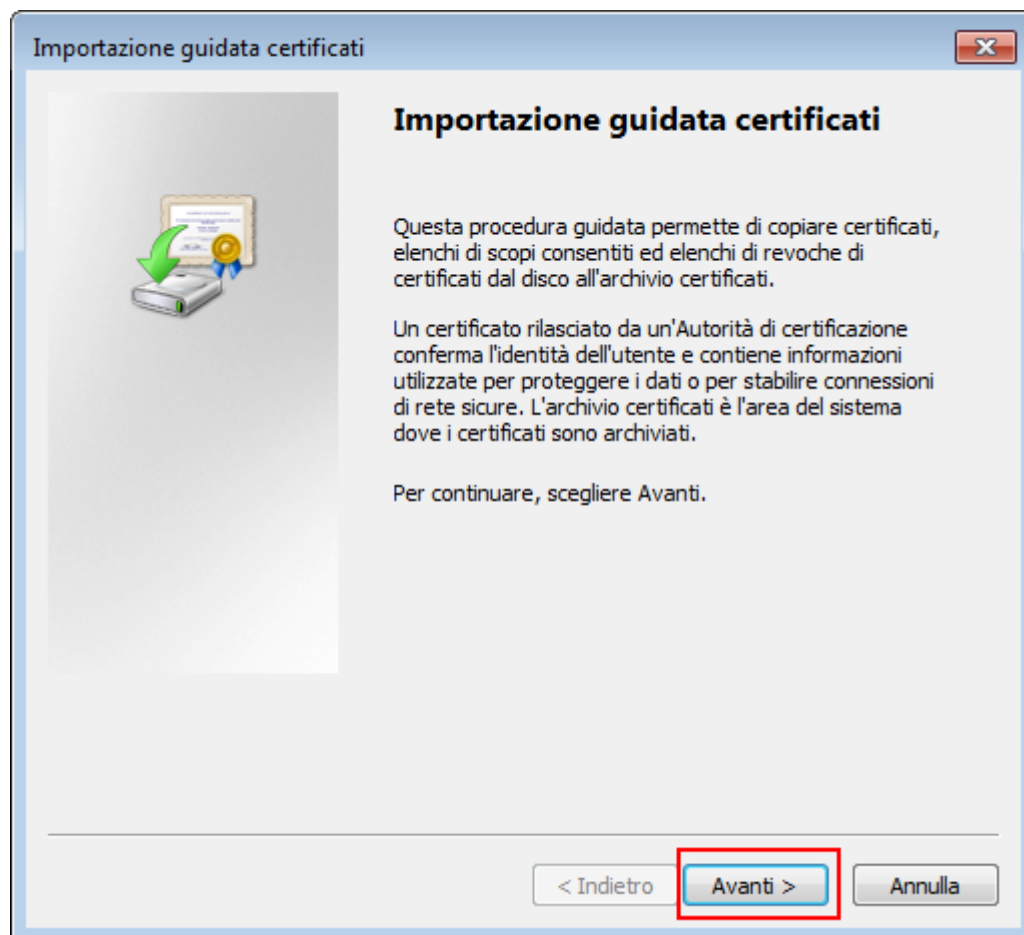 Importazione guidata certificati
Importazione guidata certificati
Questa procedura guidata permette di copiare certificati,
elenchi di scopi consentiti ed elenchi di revoche di
certificati dal disco all'archivio certificati.
Un certificato rilasciato da un'Autorità di certificazione
conferma l'identità dell'utente e contiene informazioni
utilizzate per proteggere i dati o per stabilire connessioni
di rete sicure. L'archivio certificati è l'area del sistema
dove i certificati sono archiviati.
Per continuare, scegliere Avanti.
< Indietro Avanti > Annulla